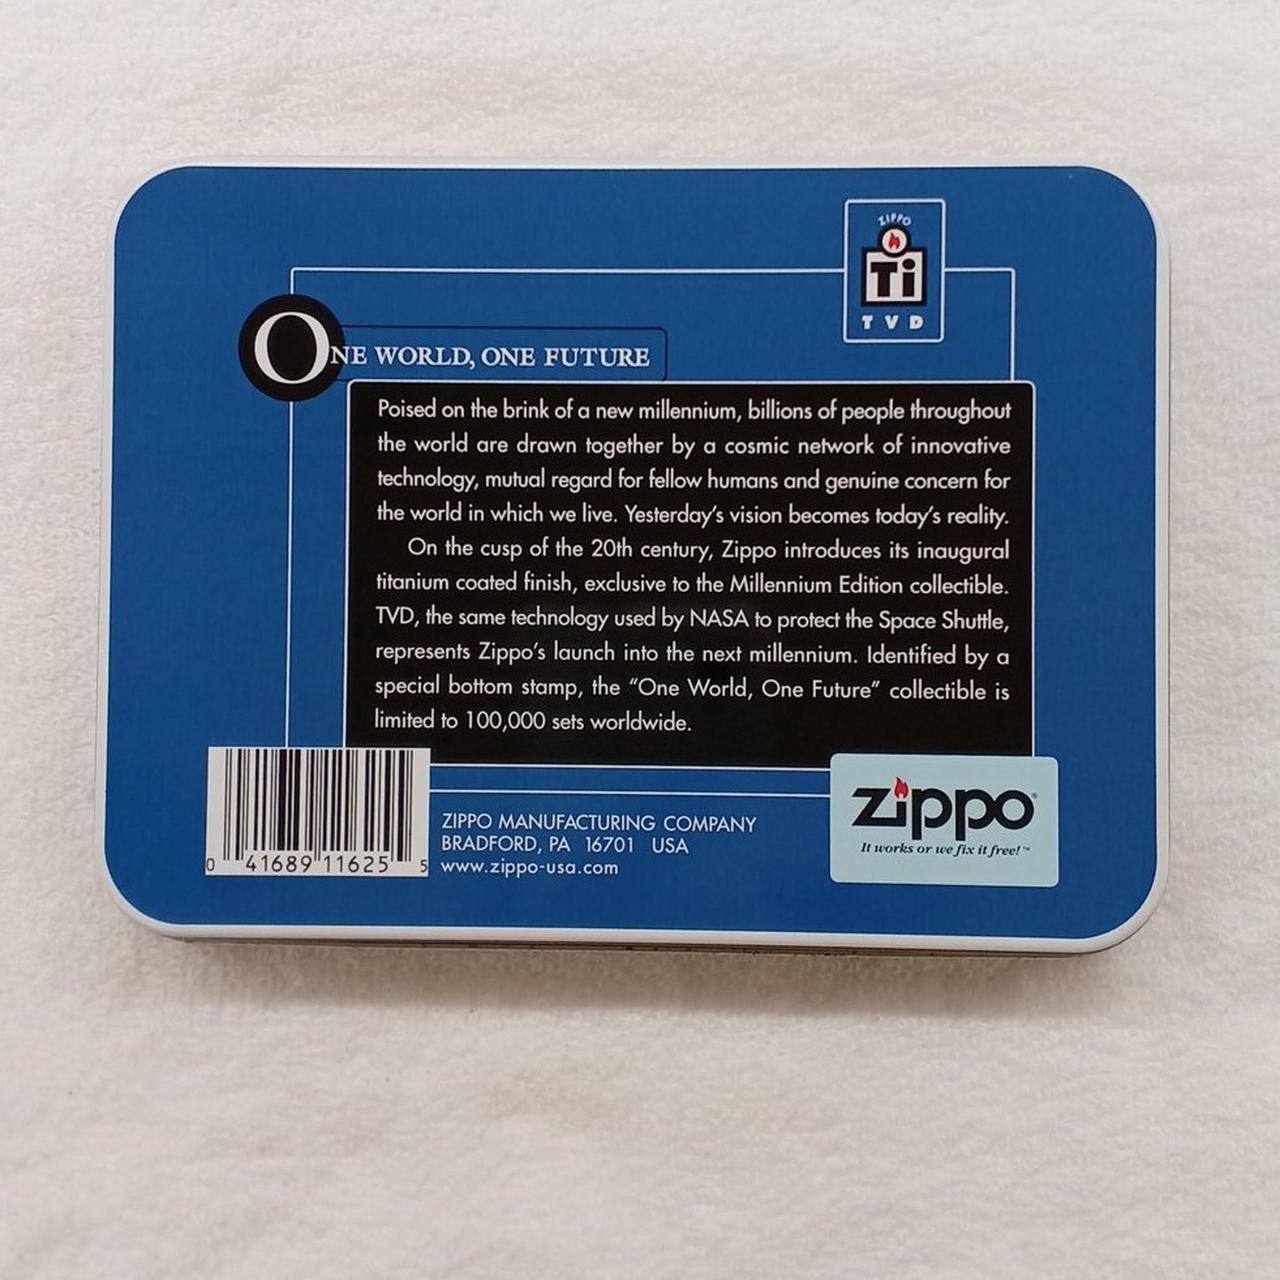 ZIPPO
Ti
TVD
ONE WORLD, ONE FUTURE
Poised on the brink of a new millennium, billions of people throughout
the world are drawn together by a cosmic network of innovative
technology, mutual regard for fellow humans and genuine concern for
the world in which we live. Yesterday's vision becomes today's reality.
On the cusp of the 20th century, Zippo introduces its inaugural
titanium coated finish, exclusive to the Millennium Edition collectible.
TVD, the same technology used by NASA to protect the Space Shuttle,
represents Zippo's launch into the next millennium. Identified by a
special bottom stamp, the "One World, One Future" collectible is
limited to 100,000 sets worldwide.
0 41689 11625 5
ZIPPO MANUFACTURING COMPANY
BRADFORD, PA 16701 USA
www.zippo-usa.com
zippo®
It works or we fix it free!™